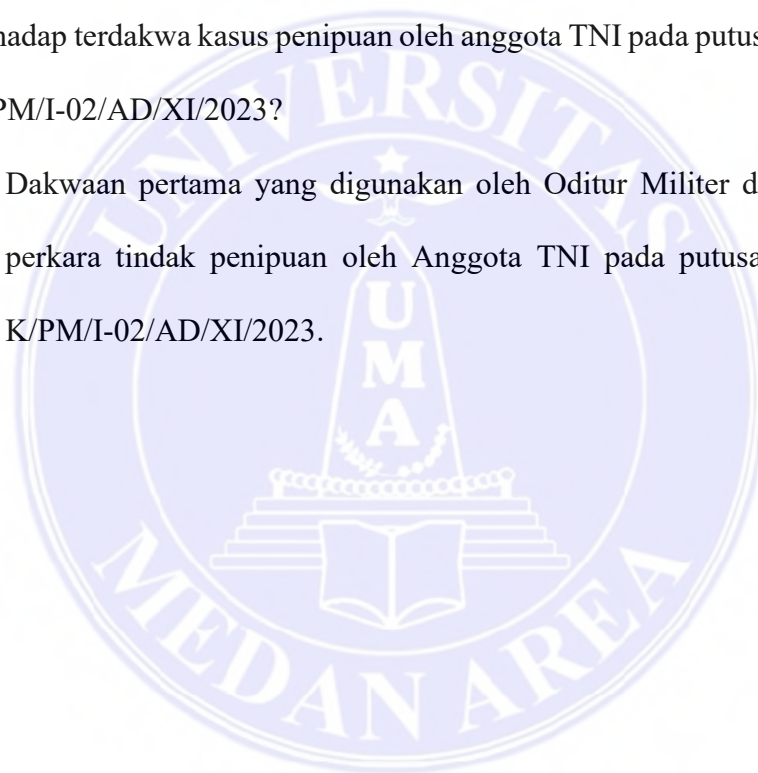 hadap terdakwa kasus penipuan oleh anggota TNI pada putus
PM/I-02/AD/XI/2023?
Dakwaan pertama yang digunakan oleh Oditur Militer d
perkara tindak penipuan oleh Anggota TNI pada putusa
K/PM/I-02/AD/XI/2023.
UNIVERSITAS
UMA
MEDAN AREA